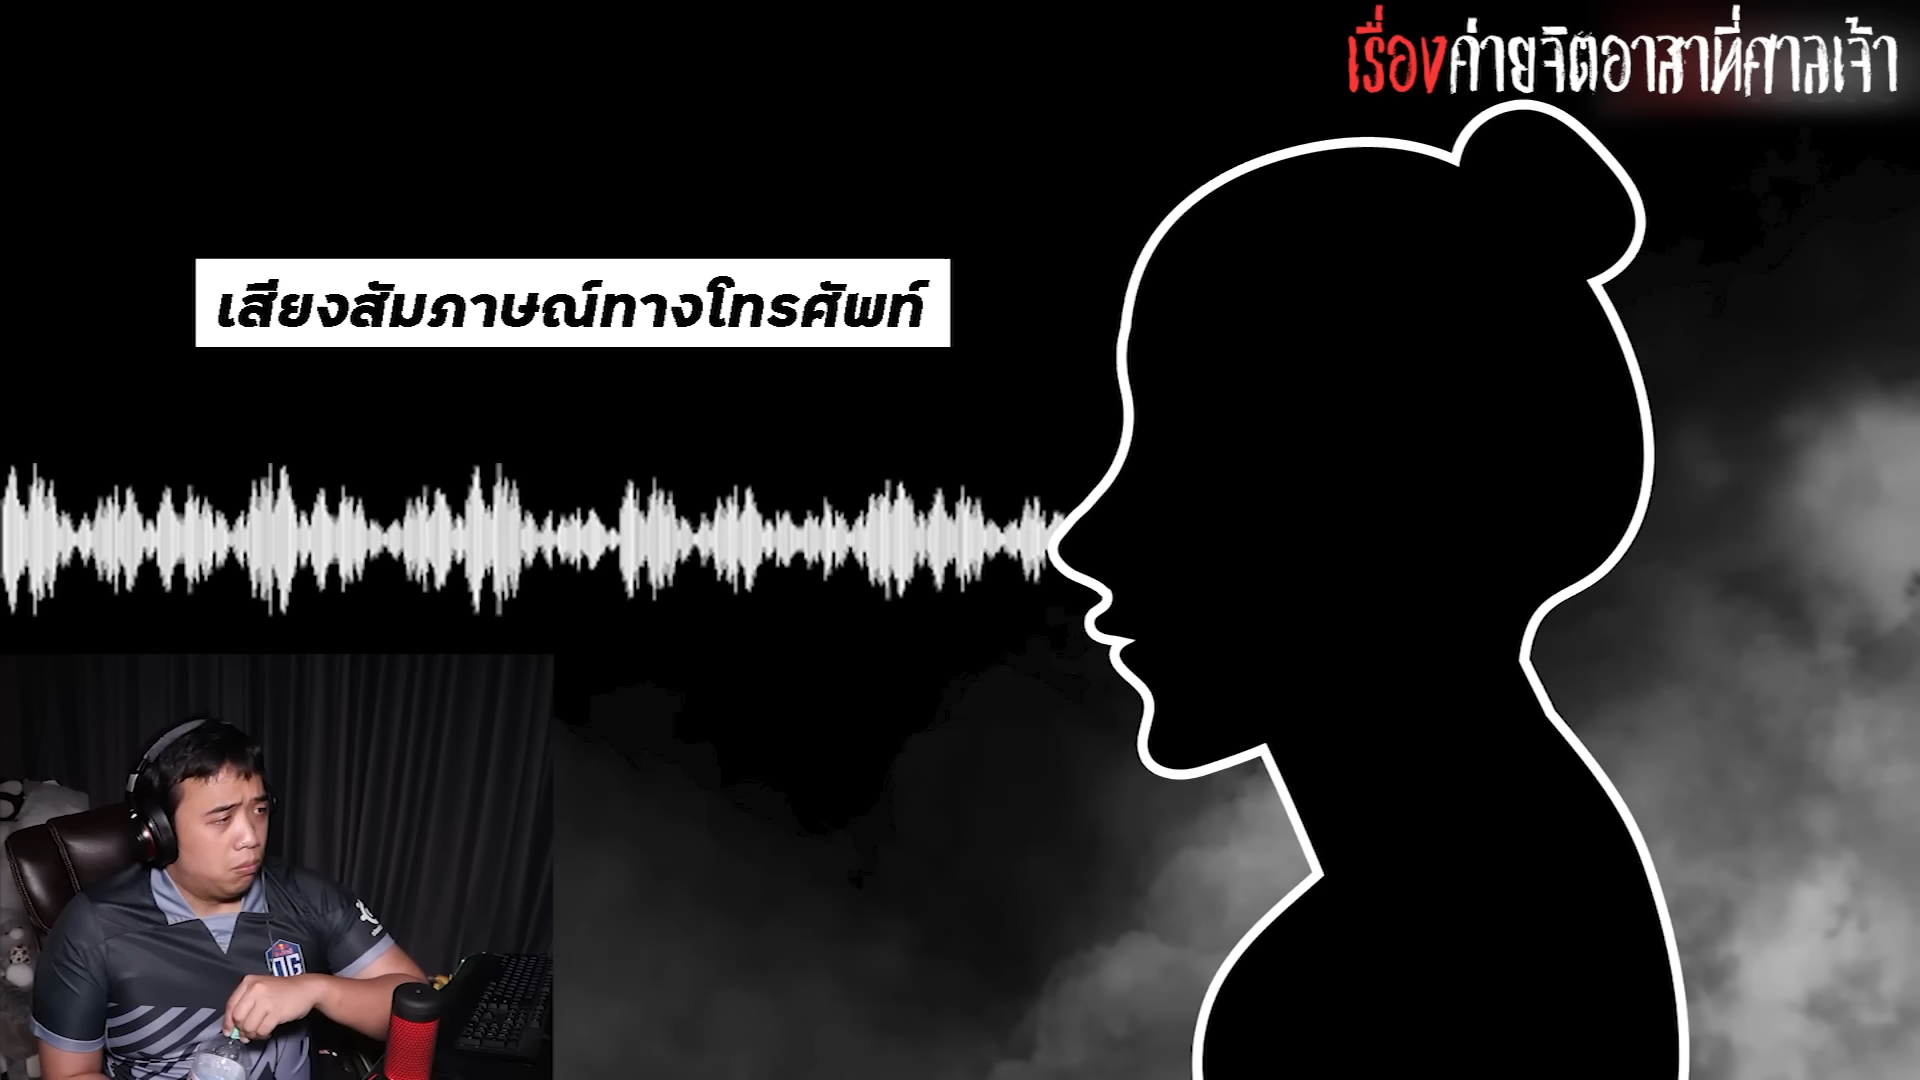 เรื่องค่ายจิตอาสาที่ศาลเจ้า
เสียงสัมภาษณ์ทางโทรศัพท์
OG